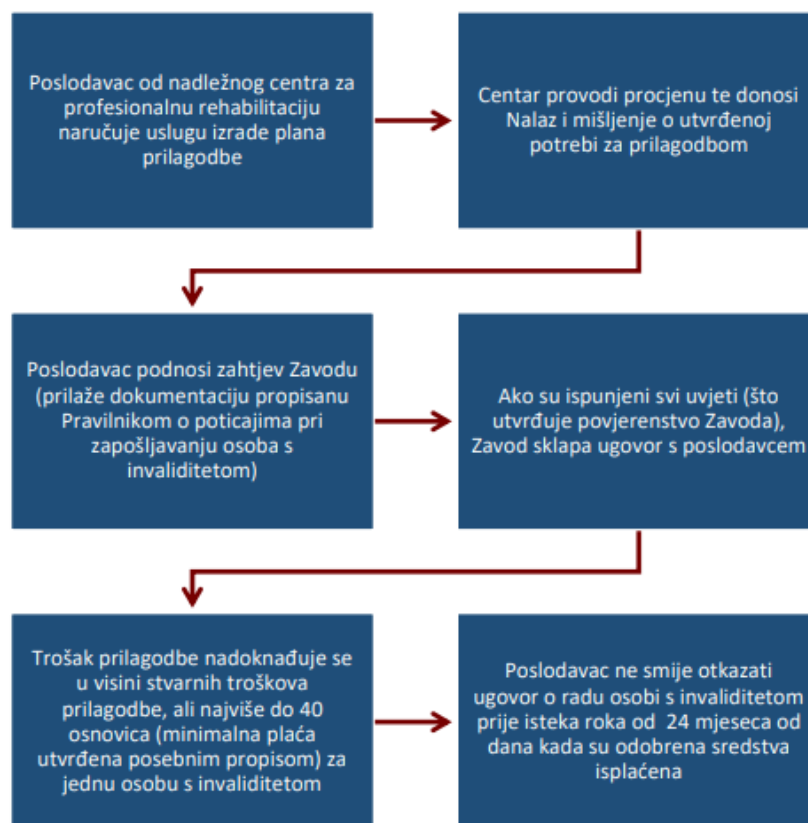 Poslodavac od nadležnog centra za
profesionalnu rehabilitaciju
naručuje uslugu izrade plana
prilagodbe
Centar provodi procjenu te donosi
Nalaz i mišljenje o utvrđenoj
potrebi za prilagodbom
Poslodavac podnosi zahtjev Zavodu
(prilaže dokumentaciju propisanu
Pravilnikom o poticajima pri
zapošljavanju osoba s
invaliditetom)
Ako su ispunjeni svi uvjeti (što
utvrđuje povjerenstvo Zavoda),
Zavod sklapa ugovor s poslodavcem
Trošak prilagodbe nadoknađuje se
u visini stvarnih troškova
prilagodbe, ali najviše do 40
osnovica (minimalna plaća
utvrđena posebnim propisom) za
jednu osobu s invaliditetom
Poslodavac ne smije otkazati
ugovor o radu osobi s invaliditetom
prije isteka roka od 24 mjeseca od
dana kada su odobrena sredstva
isplaćena